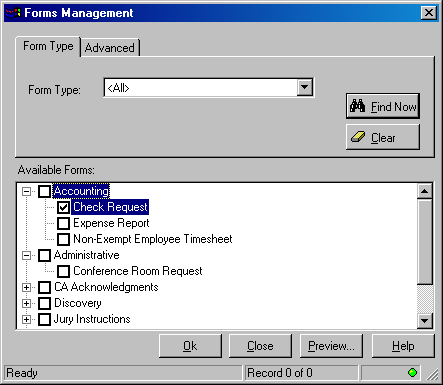 Forms Management
Form Type
Advanced
Form Type:
<All>
Find Now
Clear
Available Forms:
Accounting
Check Request
Expense Report
Non-Exempt Employee Timesheet
Administrative
Conference Room Request
CA Acknowledgments
Discovery
Jury Instructions
Ok
Close
Preview...
Help
Ready
Record 0 of 0